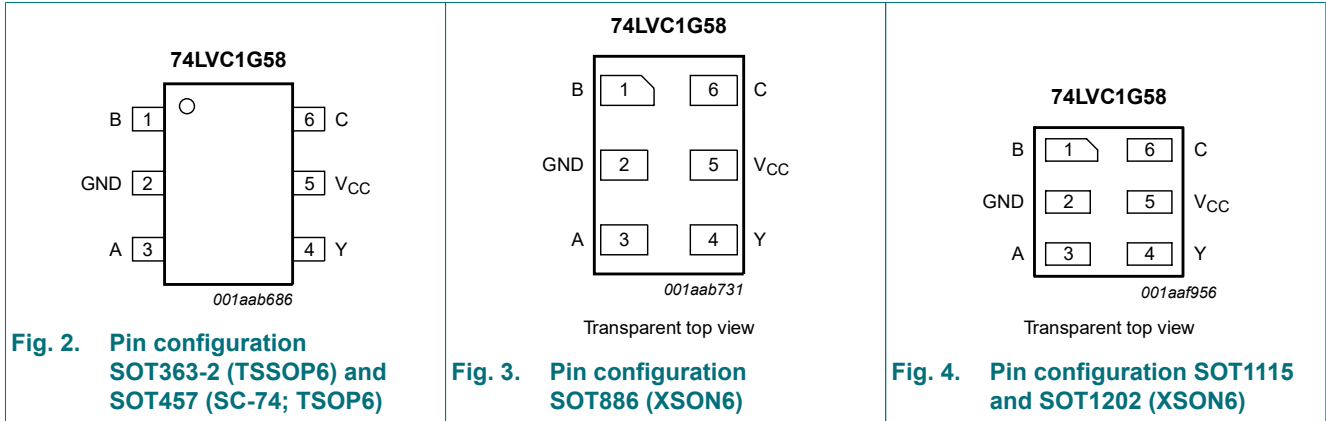 74LVC1G58
B 1 6 C
GND 2 5 VCC
A 3 4 Y
001aab686
Fig. 2. Pin configuration
SOT363-2 (TSSOP6) and
SOT457 (SC-74; TSOP6)
74LVC1G58
B 1 6 C
GND 2 5 VCC
A 3 4 Y
001aab731
Transparent top view
Fig. 3. Pin configuration
SOT886 (XSON6)
74LVC1G58
B 1 6 C
GND 2 5 VCC
A 3 4 Y
001aaf956
Transparent top view
Fig. 4. Pin configuration SOT1115
and SOT1202 (XSON6)